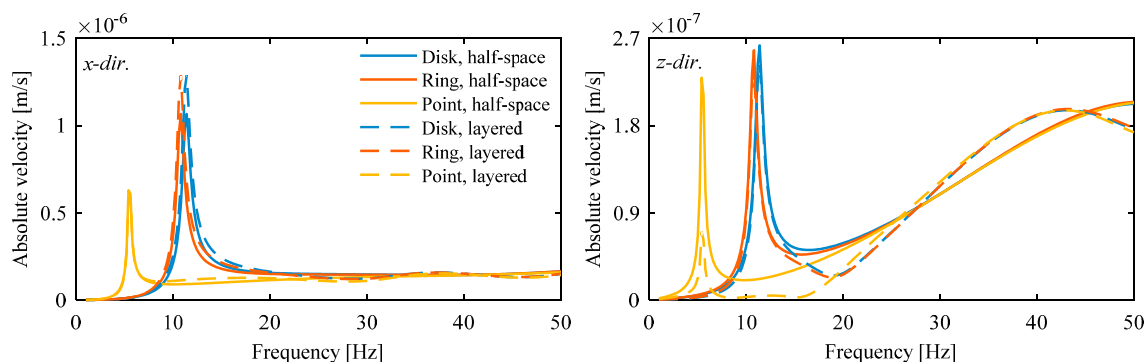 ×10⁻⁶
1.5
1
0.5
0
Absolute velocity [m/s]
x-dir.
Disk, half-space
Ring, half-space
Point, half-space
Disk, layered
Ring, layered
Point, layered
0 10 20 30 40 50
Frequency [Hz]
×10⁻⁷
2.7
1.8
0.9
0
Absolute velocity [m/s]
z-dir.
0 10 20 30 40 50
Frequency [Hz]